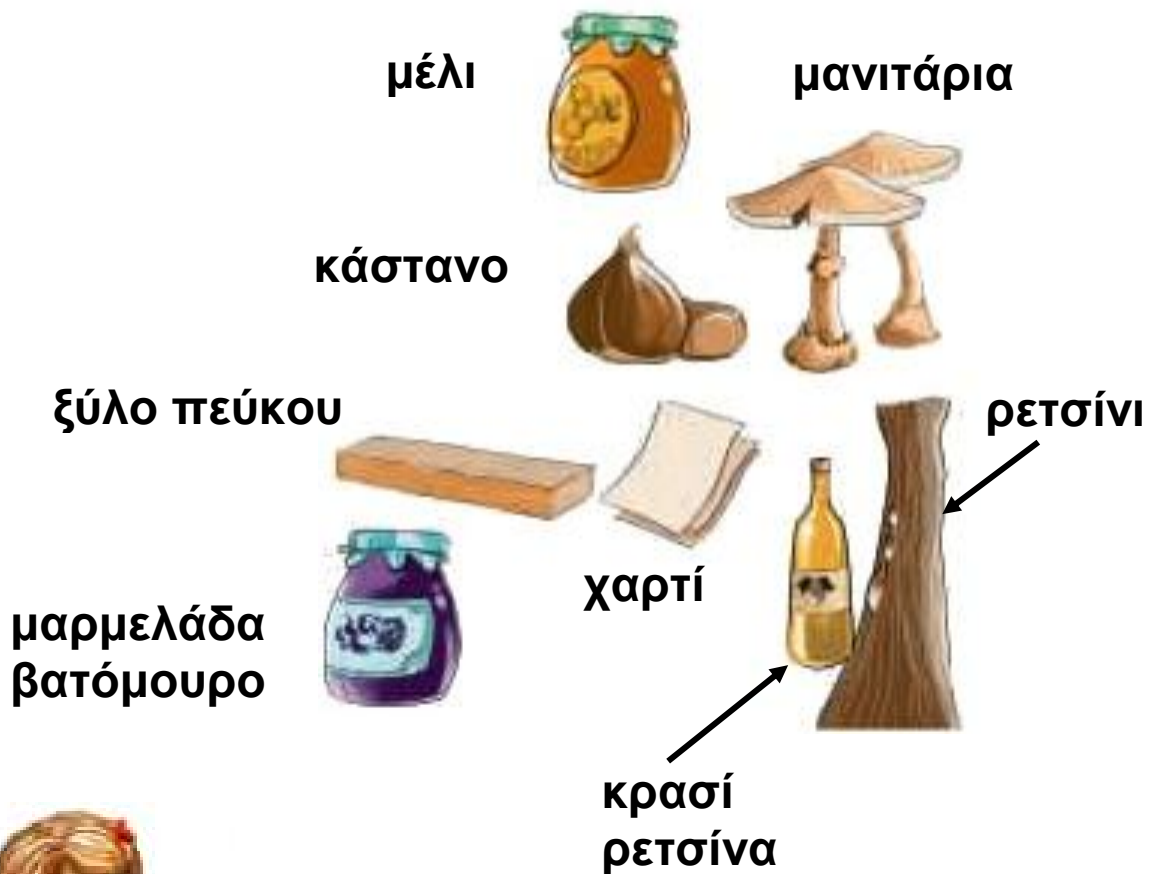 μέλι
μανιτάρια
κάστανο
ξύλο πεύκου
ρετσίνι
χαρτί
μαρμελάδα
βατόμουρο
κρασί
ρετσίνα